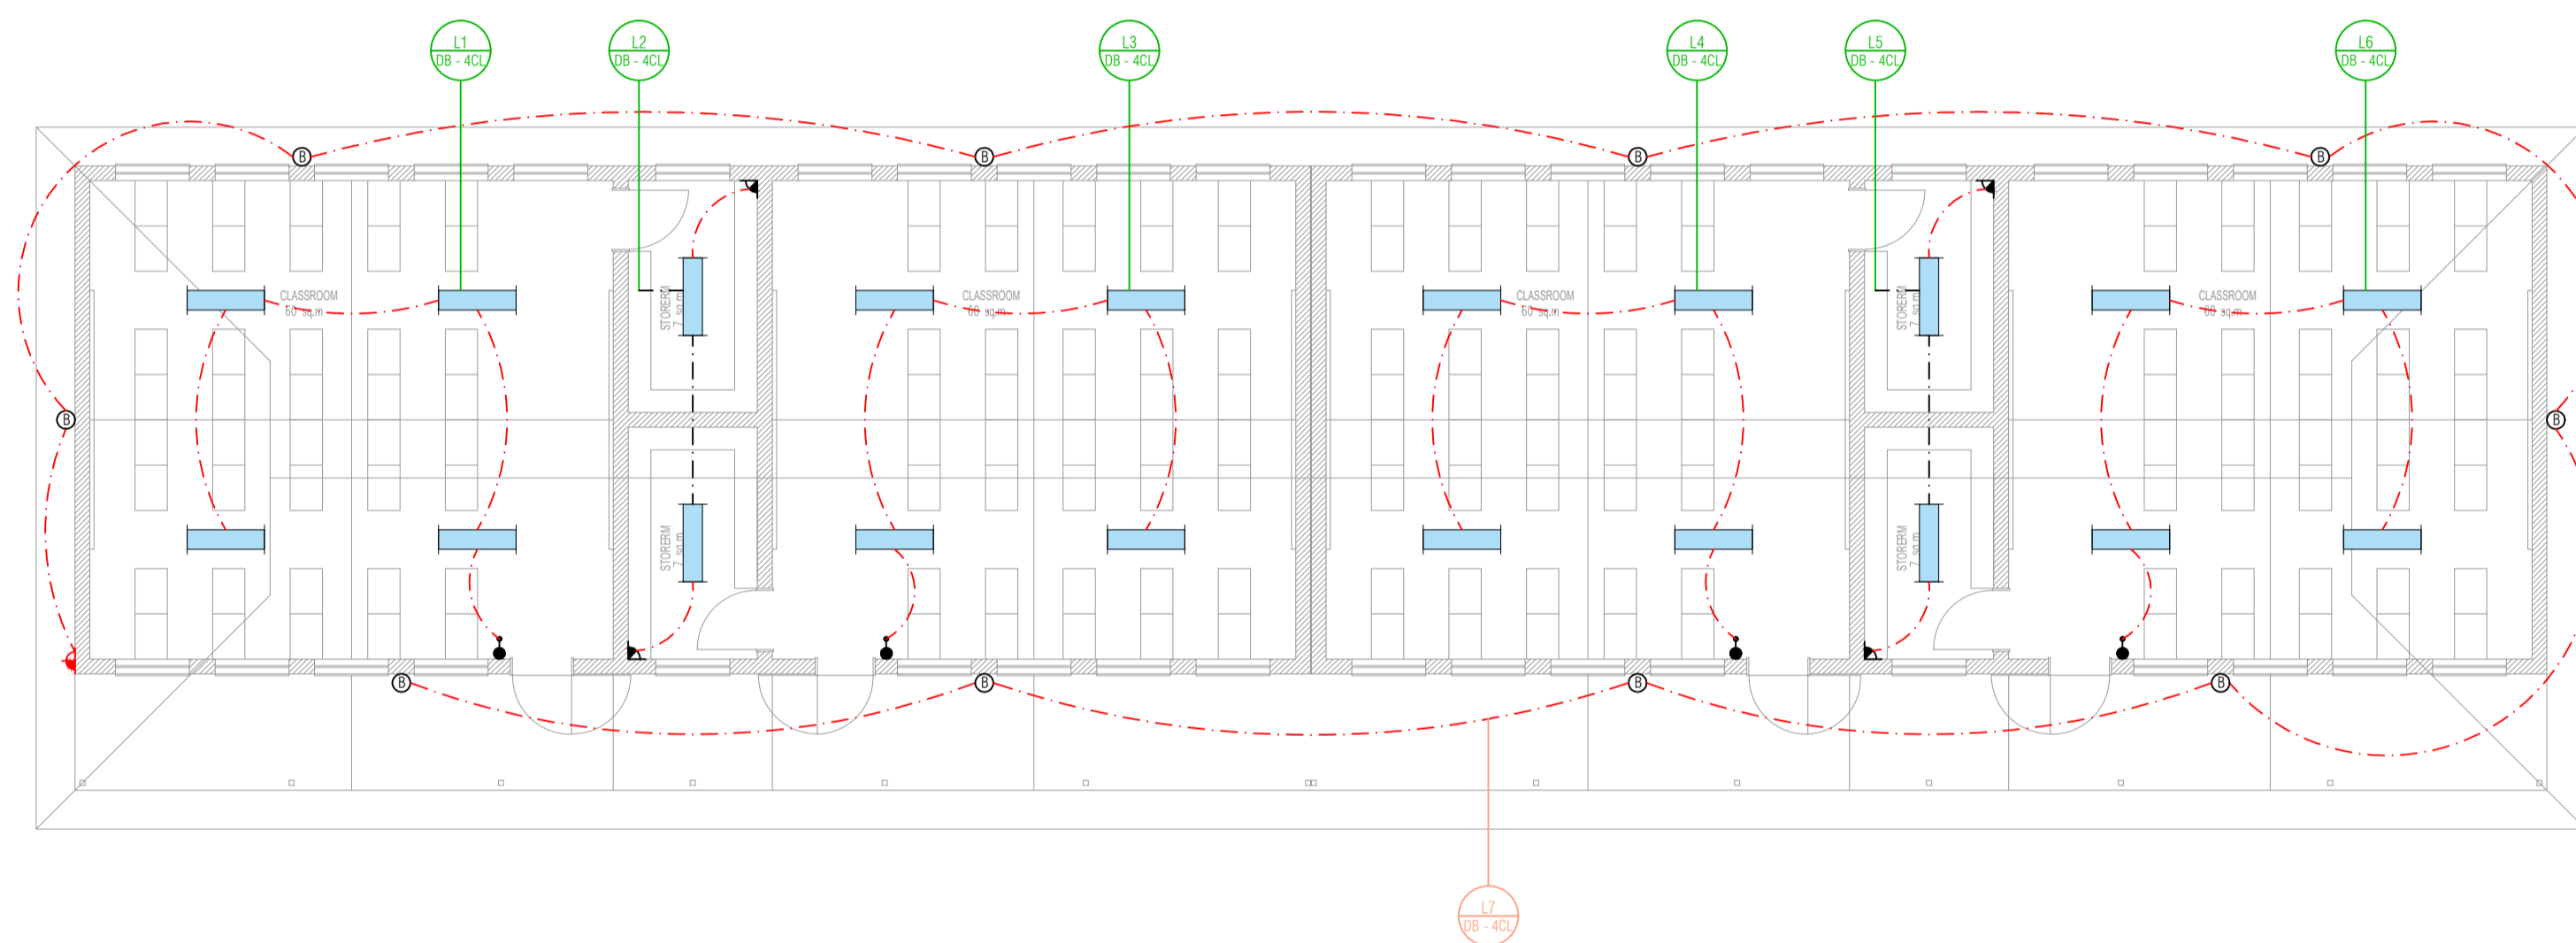 L1
DB - 4CL
L2
DB - 4CL
L3
DB - 4CL
L4
DB - 4CL
L5
DB - 4CL
L6
DB - 4CL
B
B
B
B
CLASSROOM
60 sq.m
STORERM
7 sq.m
CLASSROOM
60 sq.m
CLASSROOM
60 sq.m
STORERM
7 sq.m
CLASSROOM
60 sq.m
B
B
STORERM
7 sq.m
STORERM
7 sq.m
B
B
B
B
L7
DB - 4CL